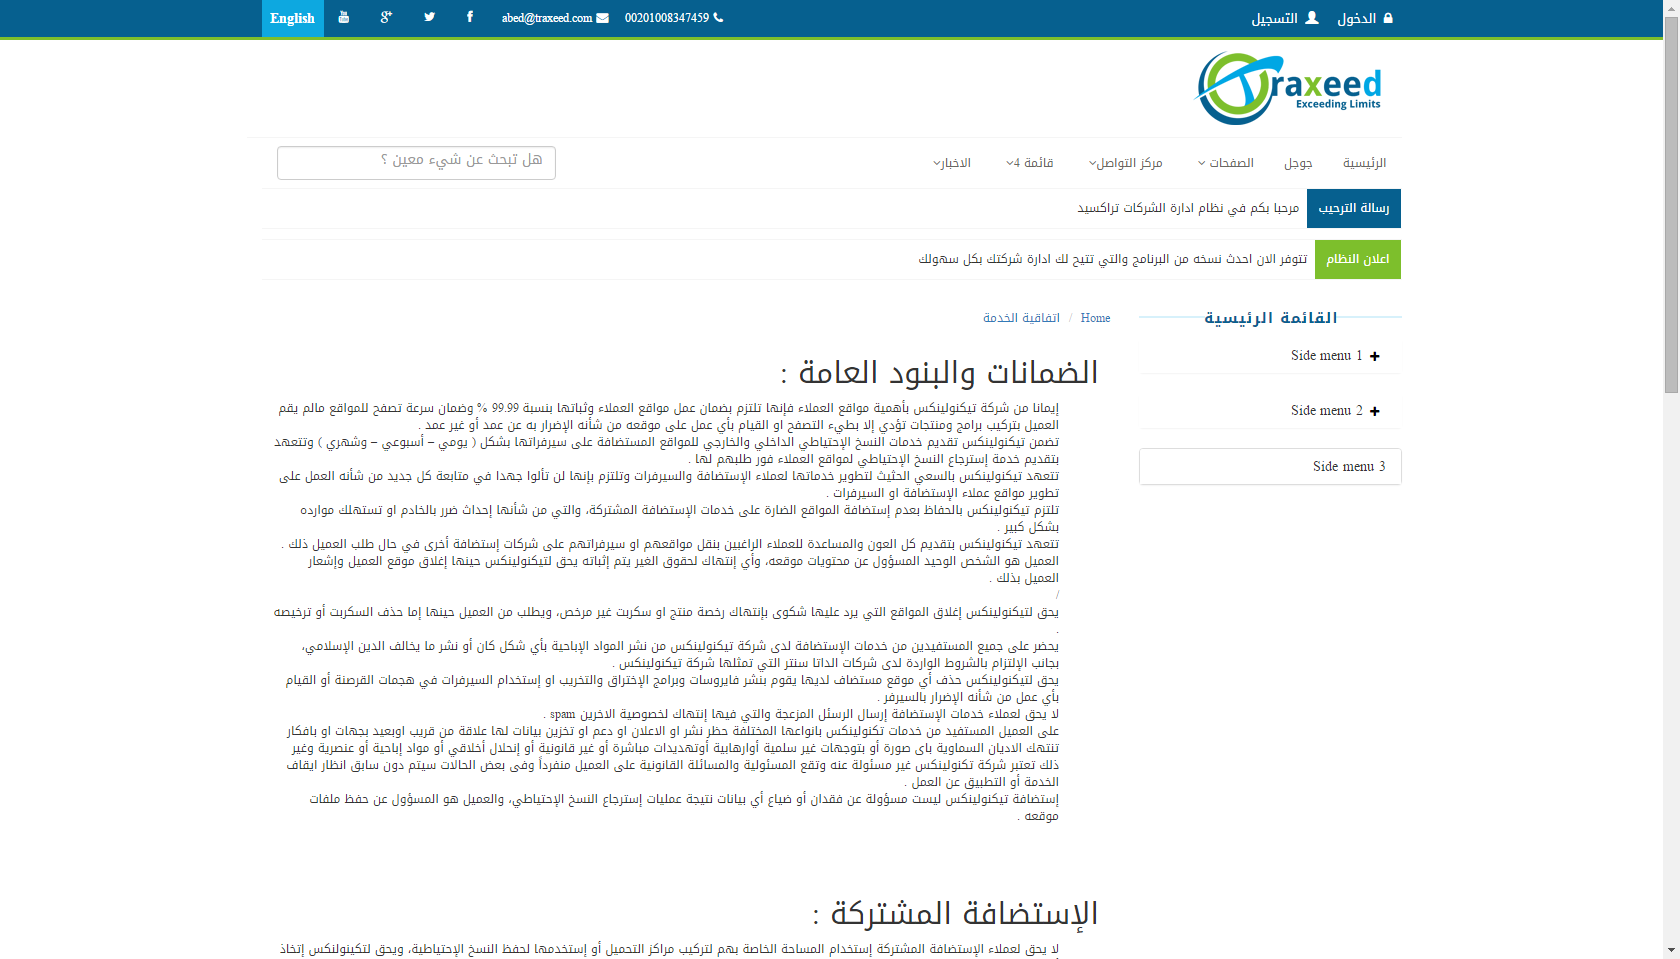 الدخول
التسجيل
00201008347459
abed@traxeed.com
English
Traxeed
Exceeding Limits
الرئيسية
جوجل
الصفحات
مركز التواصل
قائمة 4
الاخبار
هل تبحث عن شيء معين ؟
رسالة الترحيب
مرحبا بكم في نظام ادارة الشركات تراكسيد
اعلان النظام
تتوفر الان احدث نسخه من البرنامج والتي تتيح لك ادارة شركتك بكل سهولك
القائمة الرئيسية
Side menu 1
Side menu 2
Side menu 3
Home / اتفاقية الخدمة
الضمانات والبنود العامة :
إيمانا من شركة تيكنولينكس بأهمية مواقع العملاء فإنها تلتزم بضمان عمل مواقع العملاء وثباتها بنسبة 99.99 % وضمان سرعة تصفح للمواقع مالم يقم
العميل بتركيب برامج ومنتجات تؤدي إلا بطيء التصفح او القيام بأي عمل على موقعه من شأنه الإضرار به عن عمد أو غير عمد .
تضمن تيكنولينكس تقديم خدمات النسخ الإحتياطي الداخلي والخارجي للمواقع المستضافة على سيرفراتها بشكل ( يومي – أسبوعي – وشهري ) وتتعهد
بتقديم خدمة إسترجاع النسخ الإحتياطي لمواقع العملاء فور طلبهم لها .
تتعهد تيكنولينكس بالسعي الحثيث لتطوير خدماتها لعملاء الإستضافة والسيرفرات وتلتزم بإنها لن تألوا جهدا في متابعة كل جديد من شأنه العمل على
تطوير مواقع عملاء الإستضافة او السيرفرات .
تلتزم تيكنولينكس بالحفاظ بعدم إستضافة المواقع الضارة على خدمات الإستضافة المشتركة، والتي من شأنها إحداث ضرر بالخادم او تستهلك موارده
بشكل كبير .
تتعهد تيكنولينكس بتقديم كل العون والمساعدة للعملاء الراغبين بنقل مواقعهم او سيرفراتهم على شركات إستضافة أخرى في حال طلب العميل ذلك .
العميل هو الشخص الوحيد المسؤول عن محتويات موقعه، وأي إنتهاك لحقوق الغير يتم إثباته يحق لتيكنولينكس حينها إغلاق موقع العميل وإشعار
العميل بذلك .
/
يحق لتيكنولينكس إغلاق المواقع التي يرد عليها شكوى بإنتهاك رخصة منتج او سكربت غير مرخص، ويطلب من العميل حينها إما حذف السكربت أو ترخيصه
.
يحضر على جميع المستفيدين من خدمات الإستضافة لدى شركة تيكنولينكس من نشر المواد الإباحية بأي شكل كان أو نشر ما يخالف الدين الإسلامي،
بجانب الإلتزام بالشروط الواردة لدى شركات الداتا سنتر التي تمثلها شركة تيكنولينكس .
يحق لتيكنولينكس حذف أي موقع مستضاف لديها يقوم بنشر فايروسات وبرامج الإختراق والتخريب او إستخدام السيرفرات في هجمات القرصنة أو القيام
بأي عمل من شأنه الإضرار بالسيرفر .
لا يحق لعملاء خدمات الإستضافة إرسال الرسئل المزعجة والتي فيها إنتهاك لخصوصية الاخرين spam .
على العميل المستفيد من خدمات تكنولينكس بانواعها المختلفة حظر نشر او الاعلان او دعم او تخزين بيانات لها علاقة من قريب اوبعيد بجهات او بافكار
تنتهك الاديان السماوية باى صورة أو بتوجهات غير سلمية أوارهابية أوتهديدات مباشرة أو غير قانونية أو إنحلال أخلاقي أو مواد إباحية أو عنصرية وغير
ذلك تعتبر شركة تكنولينكس غير مسئولة عنه وتقع المسئولية والمسائلة القانونية على العميل منفرداً وفى بعض الحالات سيتم دون سابق انظار ايقاف
الخدمة أو التطبيق عن العمل .
إستضافة تيكنولينكس ليست مسؤولة عن فقدان أو ضياع أي بيانات نتيجة عمليات إسترجاع النسخ الإحتياطي، والعميل هو المسؤول عن حفظ ملفات
موقعه .
الإستضافة المشتركة :
لا يحق لعملاء الإستضافة المشتركة إستخدام المساحة الخاصة بهم لتركيب مراكز التحميل أو إستخدمها لحفظ النسخ الإحتياطية، ويحق لتكينولنكس إتخاذ